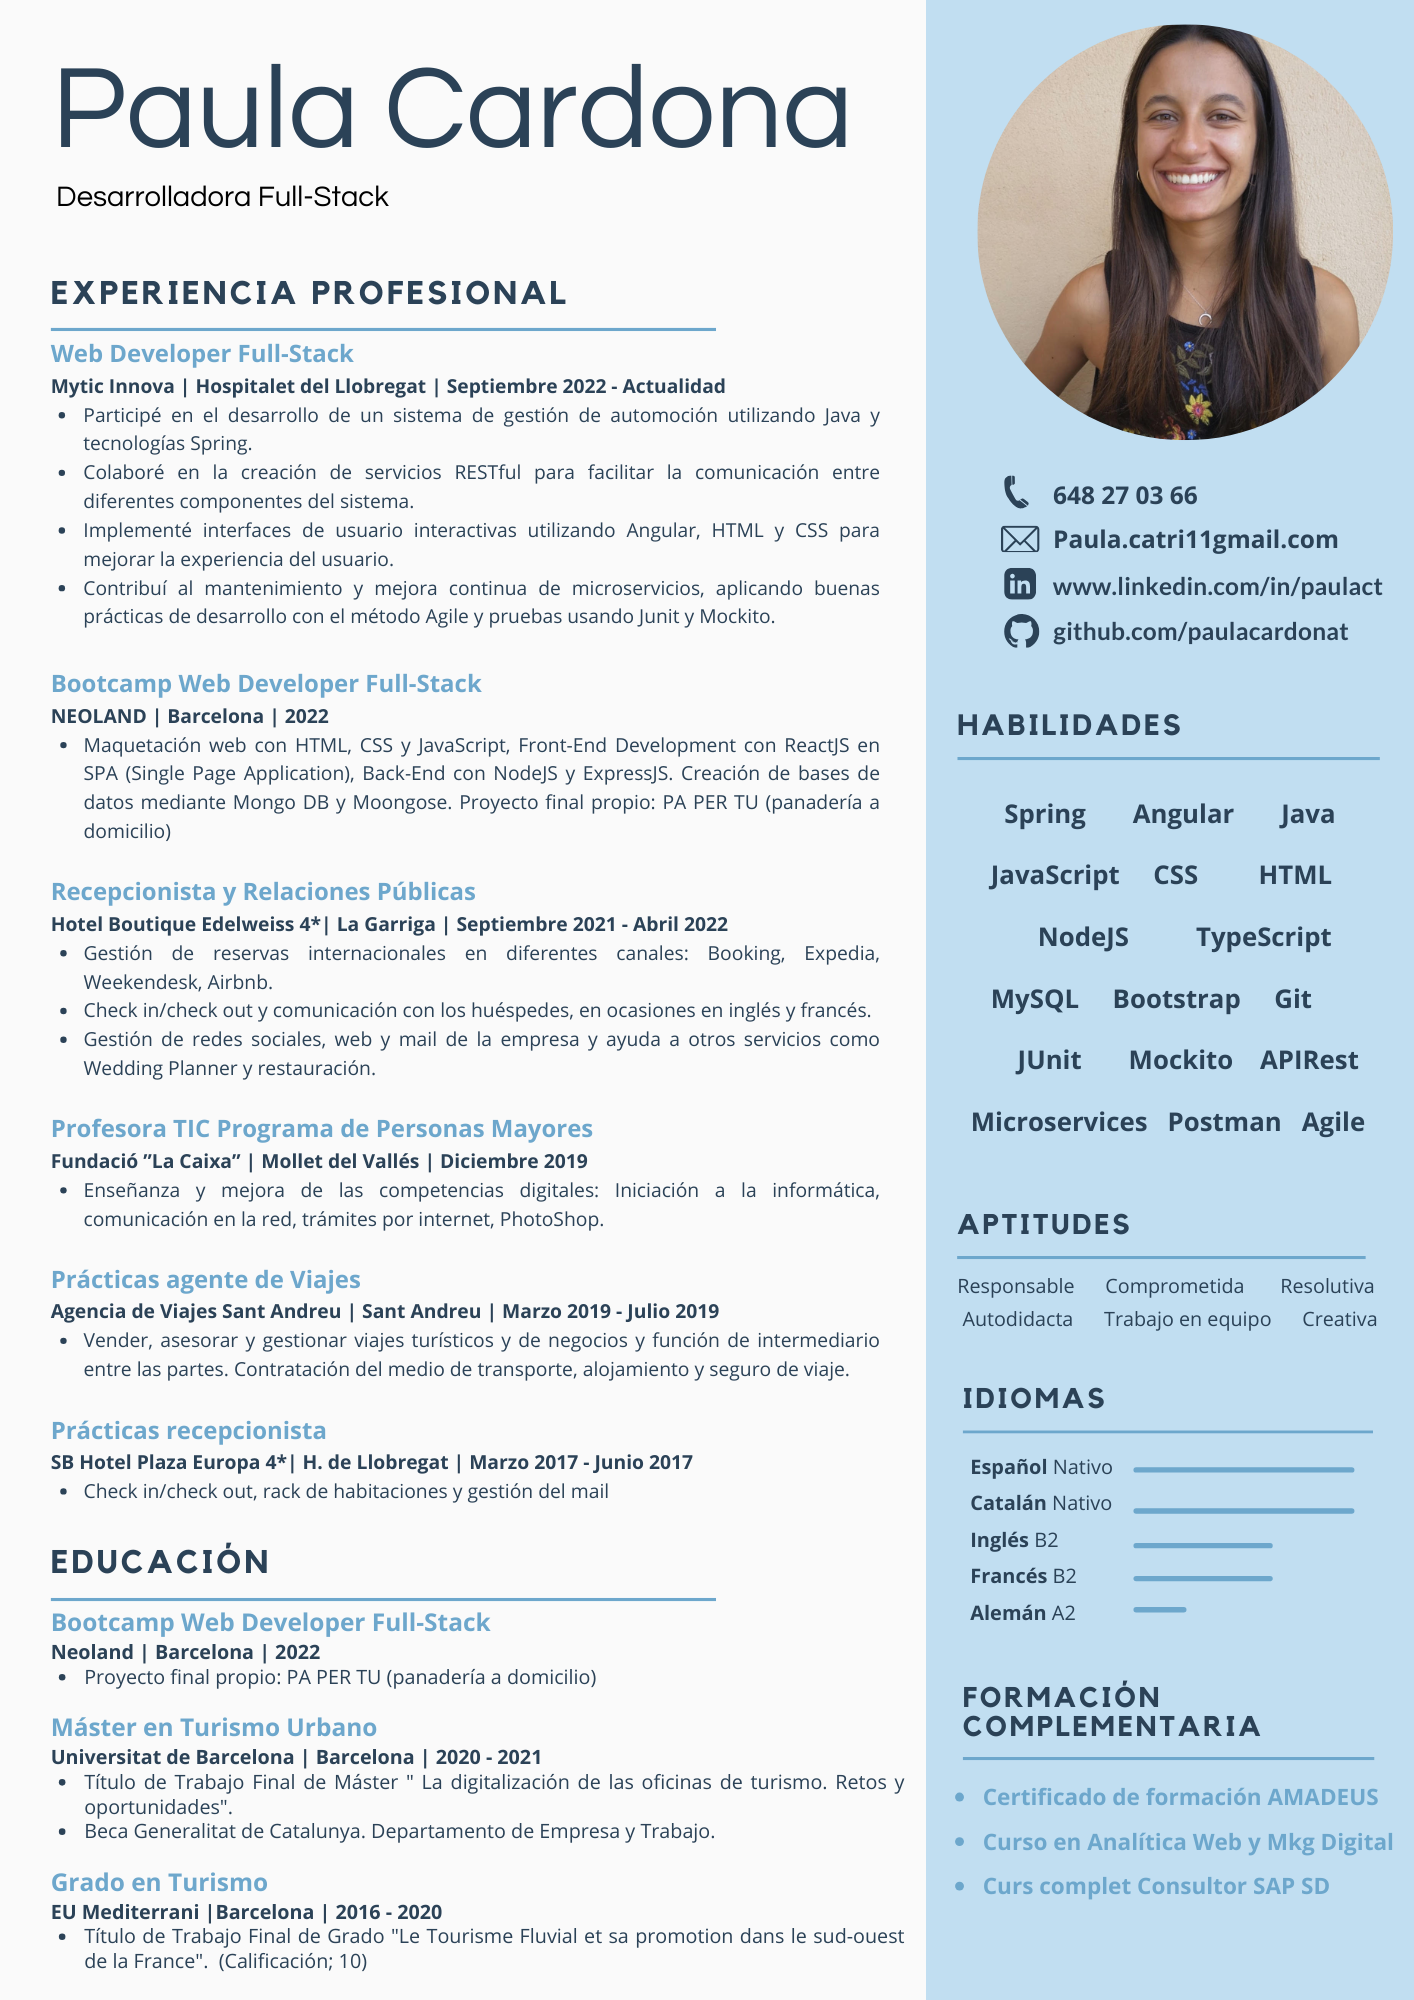 Paula Cardona
Desarrolladora Full-Stack
EXPERIENCIA PROFESIONAL
Web Developer Full-Stack
Mytic Innova | Hospitalet del Llobregat | Septiembre 2022 - Actualidad
• Participé en el desarrollo de un sistema de gestión de automoción utilizando Java y
tecnologías Spring.
• Colaboré en la creación de servicios RESTful para facilitar la comunicación entre
diferentes componentes del sistema.
• Implementé interfaces de usuario interactivas utilizando Angular, HTML y CSS para
mejorar la experiencia del usuario.
• Contribuí al mantenimiento y mejora continua de microservicios, aplicando buenas
prácticas de desarrollo con el método Agile y pruebas usando Junit y Mockito.
Bootcamp Web Developer Full-Stack
NEOLAND | Barcelona | 2022
• Maquetación web con HTML, CSS y JavaScript, Front-End Development con ReactJS en
SPA (Single Page Application), Back-End con NodeJS y ExpressJS. Creación de bases de
datos mediante Mongo DB y Moongose. Proyecto final propio: PA PER TU (panadería a
domicilio)
Recepcionista y Relaciones Públicas
Hotel Boutique Edelweiss 4*| La Garriga | Septiembre 2021 - Abril 2022
• Gestión de reservas internacionales en diferentes canales: Booking, Expedia,
Weekendesk, Airbnb.
• Check in/check out y comunicación con los huéspedes, en ocasiones en inglés y francés.
• Gestión de redes sociales, web y mail de la empresa y ayuda a otros servicios como
Wedding Planner y restauración.
Profesora TIC Programa de Personas Mayores
Fundació ”La Caixa” | Mollet del Vallés | Diciembre 2019
• Enseñanza y mejora de las competencias digitales: Iniciación a la informática,
comunicación en la red, trámites por internet, PhotoShop.
Prácticas agente de Viajes
Agencia de Viajes Sant Andreu | Sant Andreu | Marzo 2019 - Julio 2019
• Vender, asesorar y gestionar viajes turísticos y de negocios y función de intermediario
entre las partes. Contratación del medio de transporte, alojamiento y seguro de viaje.
Prácticas recepcionista
SB Hotel Plaza Europa 4*| H. de Llobregat | Marzo 2017 - Junio 2017
• Check in/check out, rack de habitaciones y gestión del mail
EDUCACIÓN
Bootcamp Web Developer Full-Stack
Neoland | Barcelona | 2022
• Proyecto final propio: PA PER TU (panadería a domicilio)
Máster en Turismo Urbano
Universitat de Barcelona | Barcelona | 2020 - 2021
• Título de Trabajo Final de Máster " La digitalización de las oficinas de turismo. Retos y
oportunidades".
• Beca Generalitat de Catalunya. Departamento de Empresa y Trabajo.
Grado en Turismo
EU Mediterrani |Barcelona | 2016 - 2020
• Título de Trabajo Final de Grado "Le Tourisme Fluvial et sa promotion dans le sud-ouest
de la France". (Calificación; 10)
648 27 03 66
Paula.catri11gmail.com
in
www.linkedin.com/in/paulact
github.com/paulacardonat
HABILIDADES
Spring Angular Java
JavaScript CSS HTML
NodeJS TypeScript
MySQL Bootstrap Git
JUnit Mockito APIRest
Microservices Postman Agile
APTITUDES
Responsable Comprometida Resolutiva
Autodidacta Trabajo en equipo Creativa
IDIOMAS
Español Nativo
Catalán Nativo
Inglés B2
Francés B2
Alemán A2
FORMACIÓN
COMPLEMENTARIA
• Certificado de formación AMADEUS
• Curso en Analítica Web y Mkg Digital
• Curs complet Consultor SAP SD